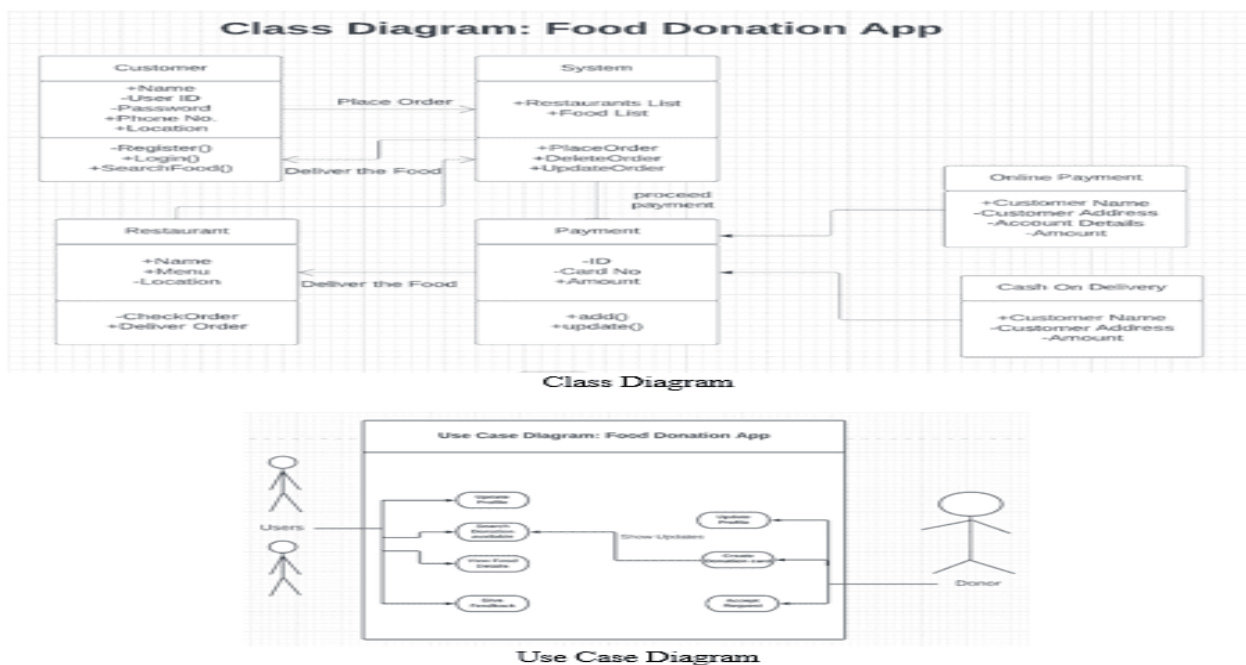 Class Diagram: Food Donation App
Customer
+Name
-User ID
-Password
+Phone No.
+Location
-Register()
+Login()
+SearchFood()
Place Order
Deliver the Food
System
+Restaurants List
+Food List
+PlaceOrder
+DeleteOrder
+UpdateOrder
proceed
payment
Restaurant
+Name
+Menu
-Location
-CheckOrder
+Deliver Order
Deliver the Food
Payment
-ID
-Card No
+Amount
+add()
+update()
Online Payment
+Customer Name
-Customer Address
-Account Details
-Amount
Cash On Delivery
+Customer Name
-Customer Address
-Amount
Class Diagram
Use Case Diagram: Food Donation App
Users
Update
Profile
Search
Donation
available
View Food
Details
Give
Feedback
Show Updates
Update
Profile
Create
Donation card
Accept
Request
Donor
Use Case Diagram